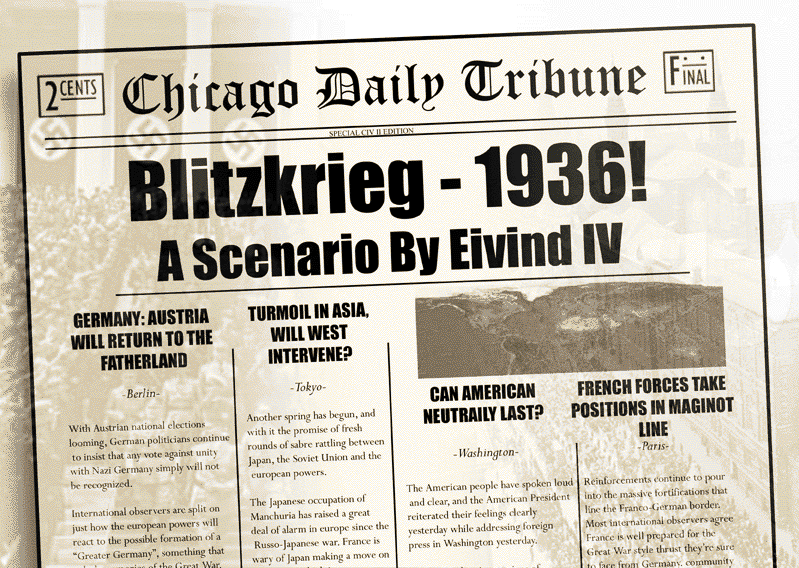 2 CENTS
Chicago Daily Tribune
FINAL
SPECIAL CIV II EDITION
Blitzkrieg - 1936!
A Scenario By Eivind IV
GERMANY: AUSTRIA
WILL RETURN TO THE
FATHERLAND
-Berlin-
With Austrian national elections
looming, German politicians continue
to insist that any vote against unity
with Nazi Germany simply will not
be recognized.
International observers are split on
just how the european powers will
react to the possible formation of a
"Greater Germany", something that
of the Great War.
TURMOIL IN ASIA,
WILL WEST
INTERVENE?
-Tokyo-
Another spring has begun, and
with it the promise of fresh
rounds of sabre rattling between
Japan, the Soviet Union and the
european powers.
The Japanese occupation of
Manchuria has raised a great
deal of alarm in europe since the
Russo-Japanese war. France is
wary of Japan making a move on
CAN AMERICAN
NEUTRAILY LAST?
-Washington-
The American people have spoken loud
and clear, and the American President
reiterated their feelings clearly
yesterday while addressing foreign
press in Washington yesterday.
FRENCH FORCES TAKE
POSITIONS IN MAGINOT
LINE
-Paris-
Reinforcements continue to pour
into the massive fortifications that
line the Franco-German border.
Most international observers agree
France is well prepared for the
Great War style thrust they're sure
to face from Germany, community